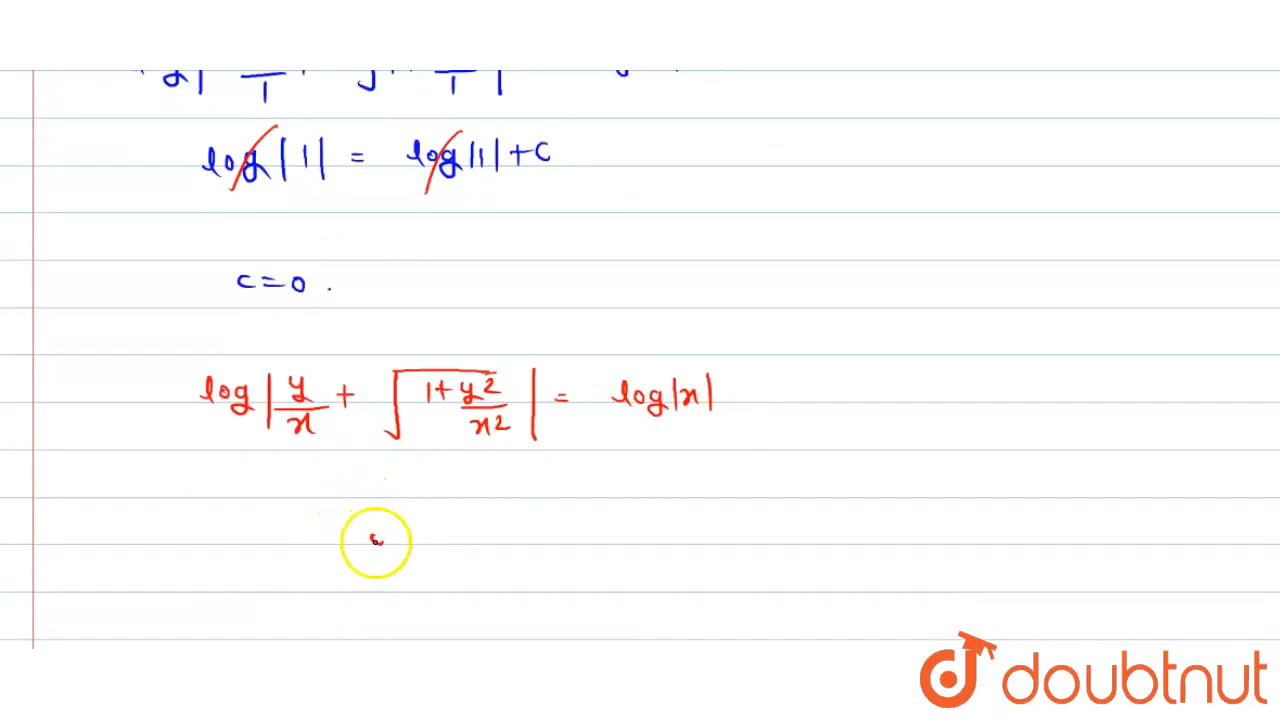 log |1| = log |1| + c
c = 0 .
log | y/x + √(1 + y²/x²) | = log |x|
doubtnut